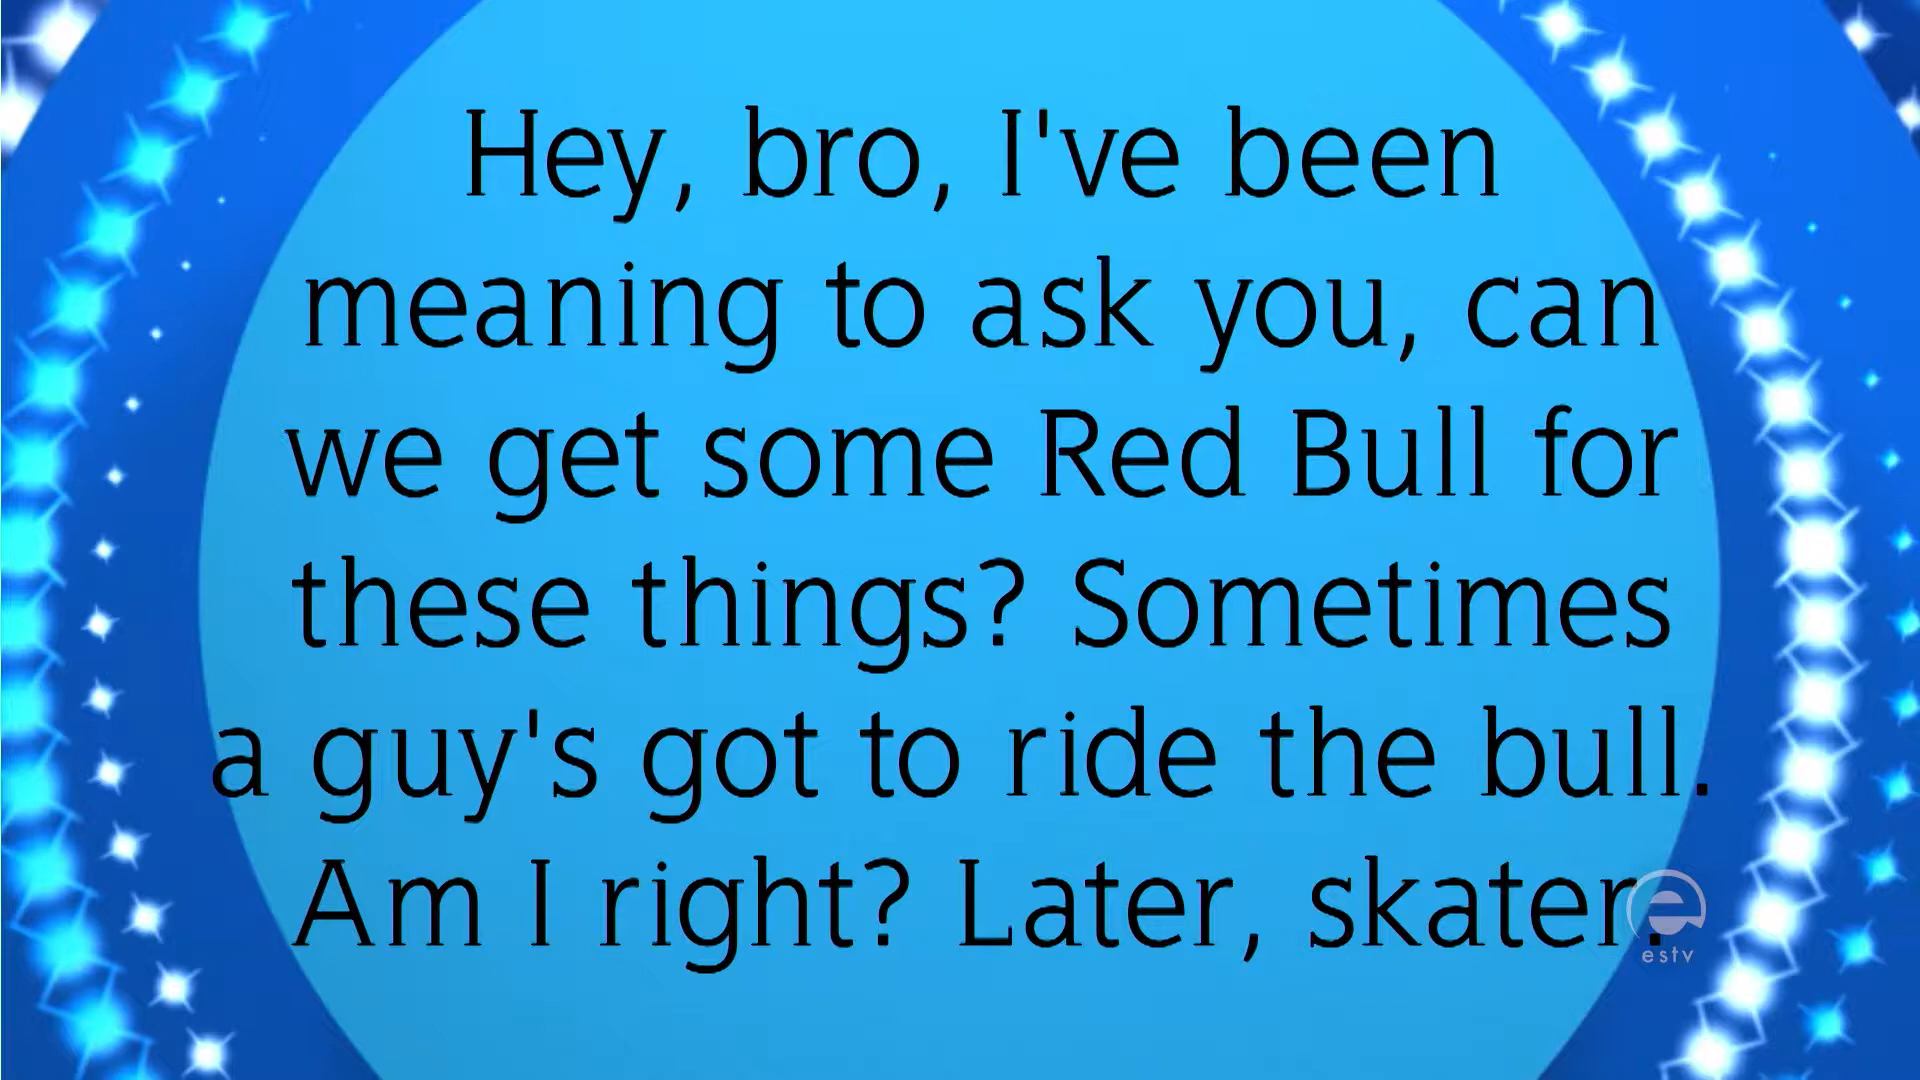 Hey, bro, I've been
meaning to ask you, can
we get some Red Bull for
these things? Sometimes
a guy's got to ride the bull.
Am I right? Later, skater.
e
estv